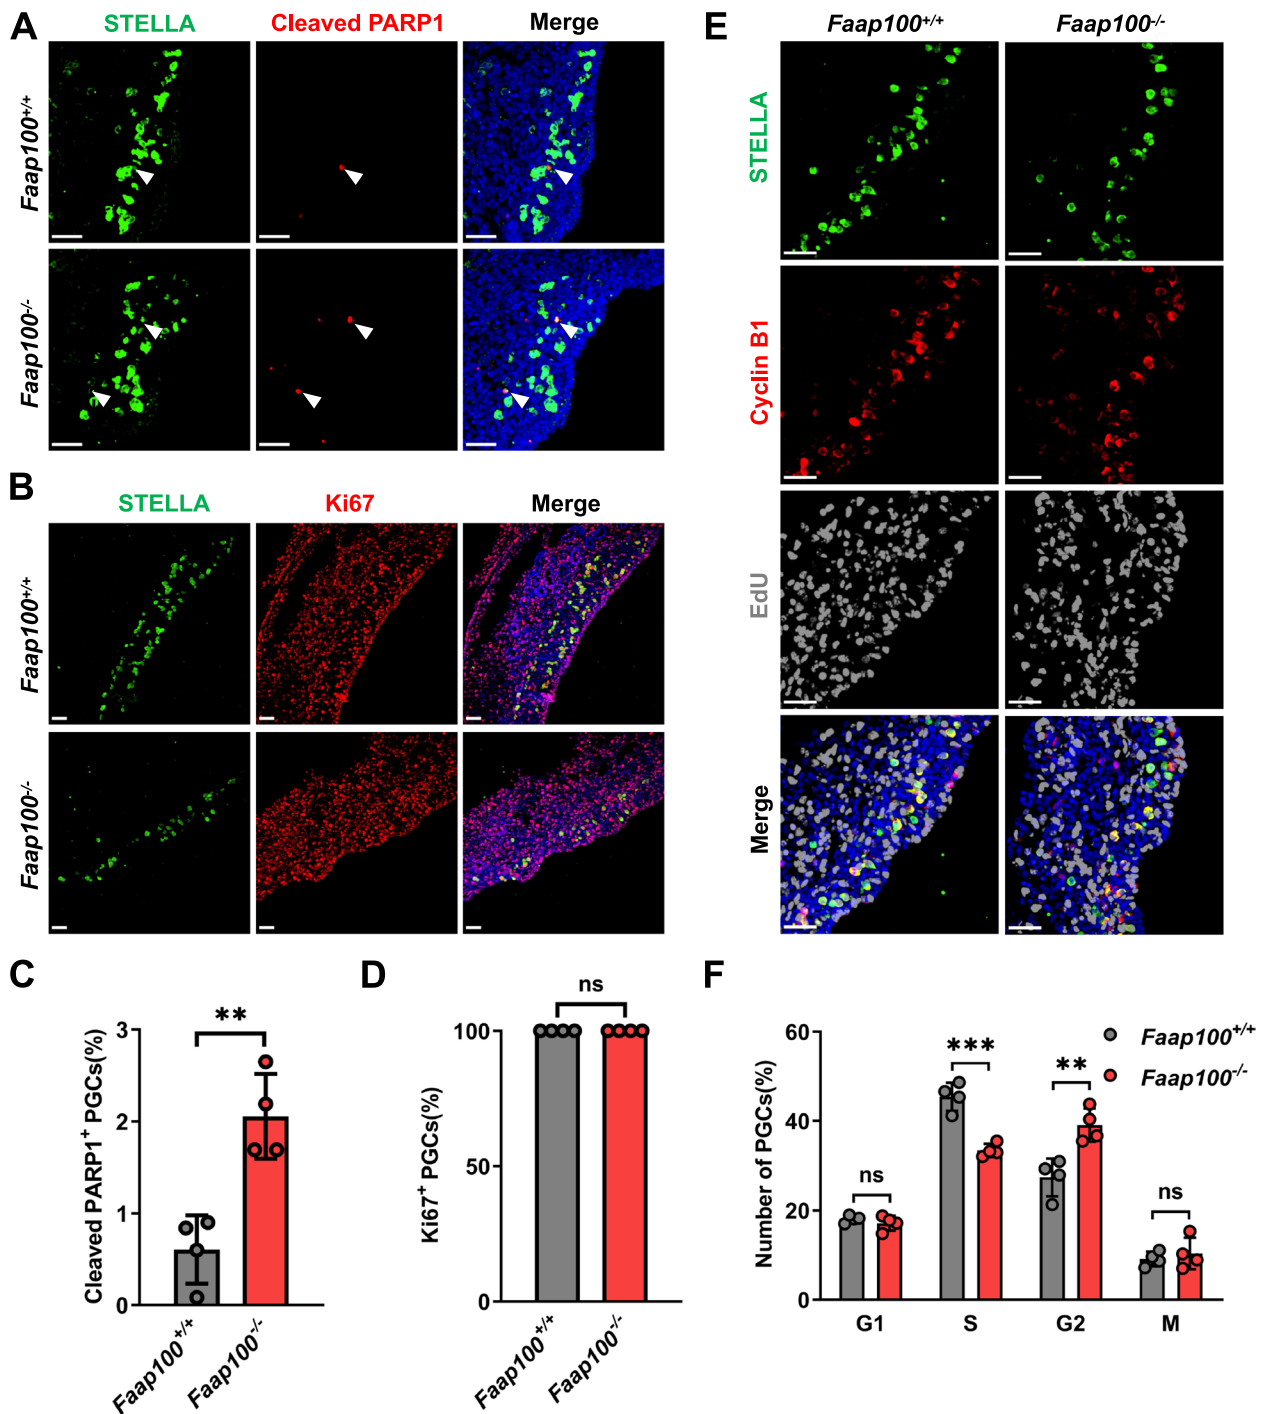 A
STELLA
Cleaved PARP1
Merge
Faap100+/+
Faap100-/-
B
STELLA
Ki67
Merge
Faap100+/+
Faap100-/-
C
Cleaved PARP1+ PGCs(%)
3
2
1
0
**
Faap100+/+
Faap100-/-
D
Ki67+ PGCs(%)
100
50
0
ns
Faap100+/+
Faap100-/-
E
Faap100+/+
Faap100-/-
STELLA
Cyclin B1
EdU
Merge
F
Number of PGCs(%)
60
40
20
0
ns
***
**
ns
Faap100+/+
Faap100-/-
G1
S
G2
M